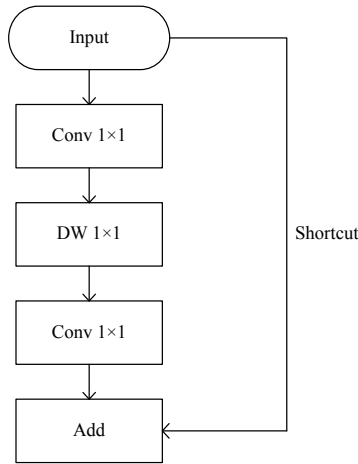 Input
Conv 1×1
DW 1×1
Shortcut
Conv 1×1
Add